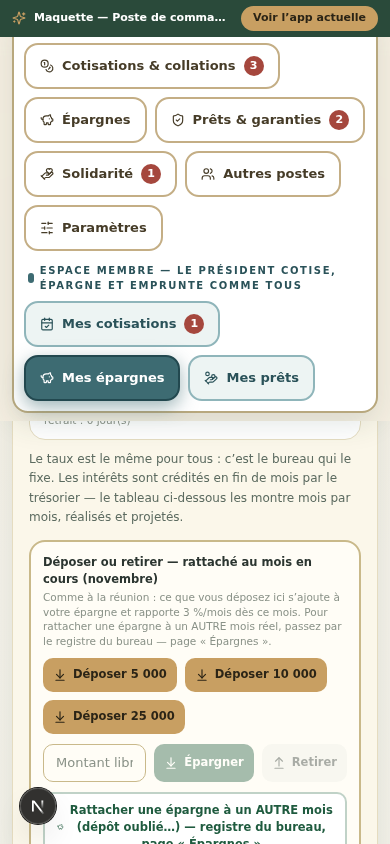 Maquette — Poste de comma…
Voir l’app actuelle
Cotisations & collations 3
Épargnes
Prêts & garanties 2
Solidarité 1
Autres postes
Paramètres
ESPACE MEMBRE — LE PRÉSIDENT COTISE,
ÉPARGNE ET EMPRUNTE COMME TOUS
Mes cotisations 1
Mes épargnes
Mes prêts
retrait : 0 jour(s)
Le taux est le même pour tous : c’est le bureau qui le
fixe. Les intérêts sont crédités en fin de mois par le
trésorier — le tableau ci-dessous les montre mois par
mois, réalisés et projetés.
Déposer ou retirer — rattaché au mois en
cours (novembre)
Comme à la réunion : ce que vous déposez ici s’ajoute à
votre épargne et rapporte 3 %/mois dès ce mois. Pour
rattacher une épargne à un AUTRE mois réel, passez par
le registre du bureau — page « Épargnes ».
Déposer 5 000
Déposer 10 000
Déposer 25 000
Montant libr
Épargner
Retirer
N
Rattacher une épargne à un AUTRE mois
(dépôt oublié…) — registre du bureau,
page « Épargnes »